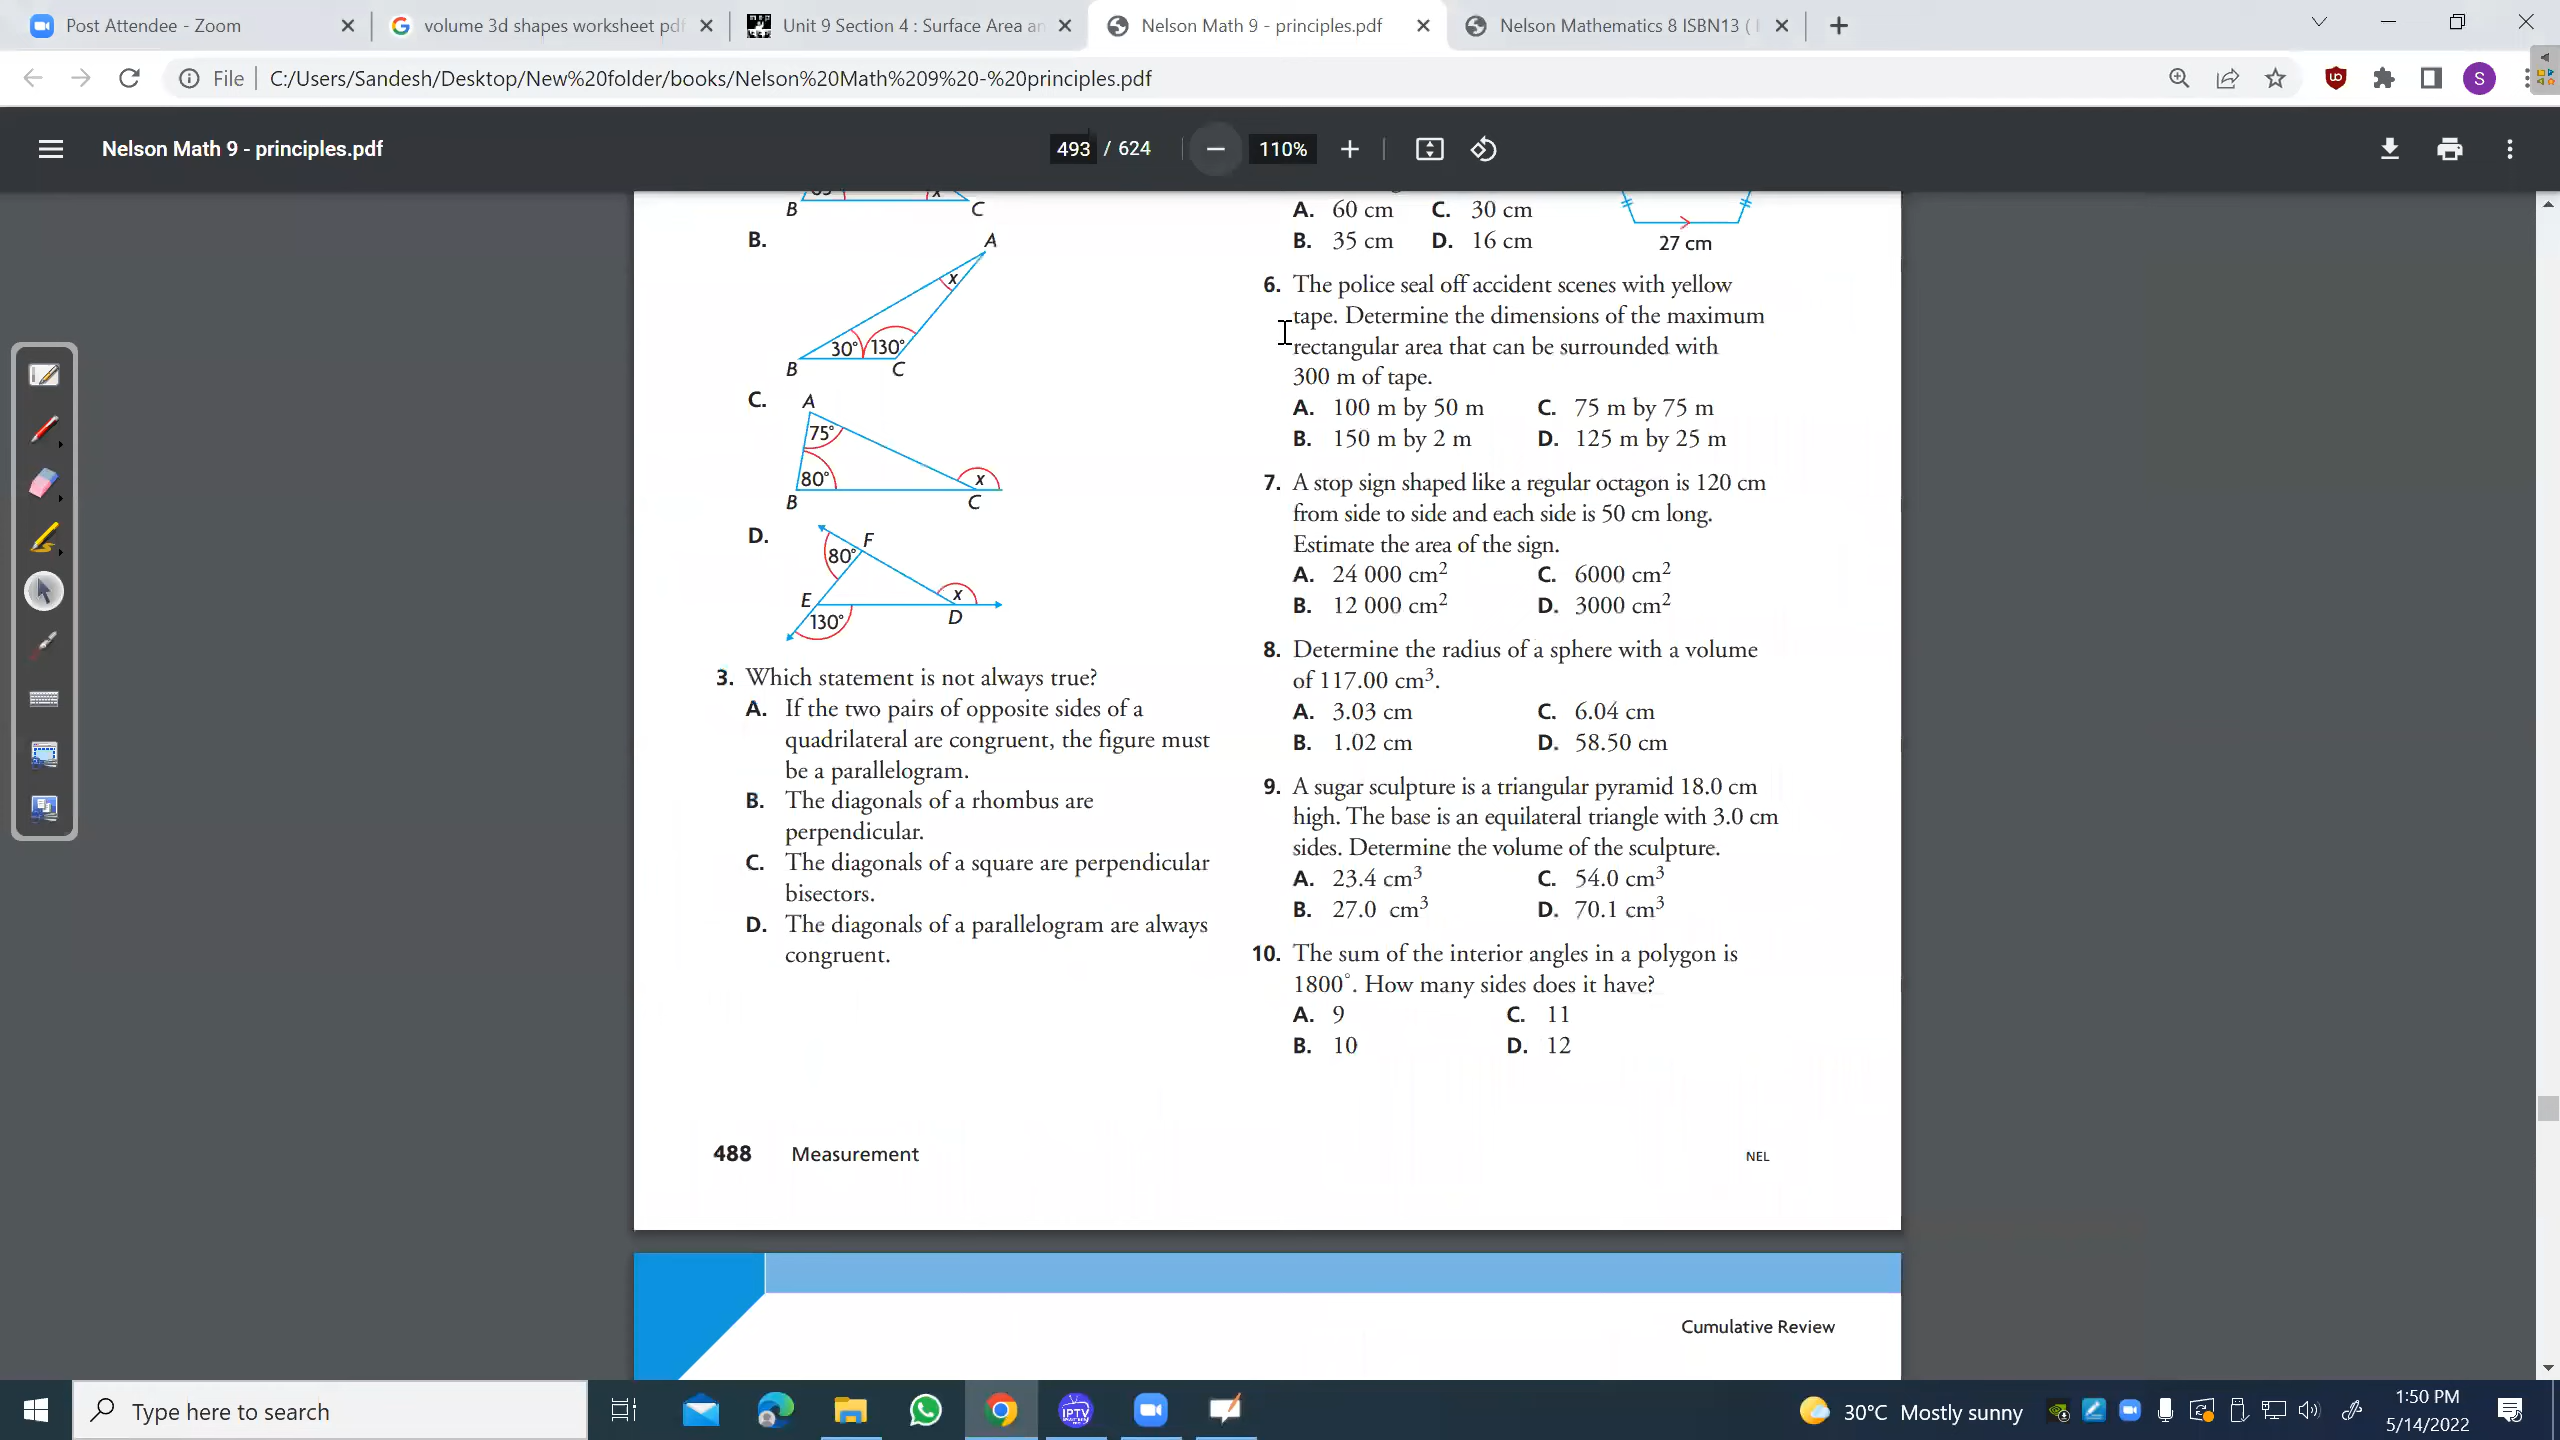 Post Attendee - Zoom
volume 3d shapes worksheet pdf
Unit 9 Section 4 : Surface Area an
Nelson Math 9 - principles.pdf
Nelson Mathematics 8 ISBN13 (
File
C:/Users/Sandesh/Desktop/New%20folder/books/Nelson%20Math%209%20-%20principles.pdf
S
Nelson Math 9 - principles.pdf
493 / 624
110%
x
B C
B.
A
x
30° 130°
B C
C.
A
75°
80°
x
B C
D.
F
80°
E
x
130°
D
3. Which statement is not always true?
A. If the two pairs of opposite sides of a
quadrilateral are congruent, the figure must
be a parallelogram.
B. The diagonals of a rhombus are
perpendicular.
C. The diagonals of a square are perpendicular
bisectors.
D. The diagonals of a parallelogram are always
congruent.
A. 60 cm C. 30 cm
B. 35 cm D. 16 cm
27 cm
6. The police seal off accident scenes with yellow
tape. Determine the dimensions of the maximum
rectangular area that can be surrounded with
300 m of tape.
A. 100 m by 50 m C. 75 m by 75 m
B. 150 m by 2 m D. 125 m by 25 m
7. A stop sign shaped like a regular octagon is 120 cm
from side to side and each side is 50 cm long.
Estimate the area of the sign.
A. 24 000 cm² C. 6000 cm²
B. 12 000 cm² D. 3000 cm²
8. Determine the radius of a sphere with a volume
of 117.00 cm³.
A. 3.03 cm C. 6.04 cm
B. 1.02 cm D. 58.50 cm
9. A sugar sculpture is a triangular pyramid 18.0 cm
high. The base is an equilateral triangle with 3.0 cm
sides. Determine the volume of the sculpture.
A. 23.4 cm³ C. 54.0 cm³
B. 27.0 cm³ D. 70.1 cm³
10. The sum of the interior angles in a polygon is
1800°. How many sides does it have?
A. 9 C. 11
B. 10 D. 12
488 Measurement
NEL
Cumulative Review
Type here to search
IPTV
30°C Mostly sunny
1:50 PM
5/14/2022